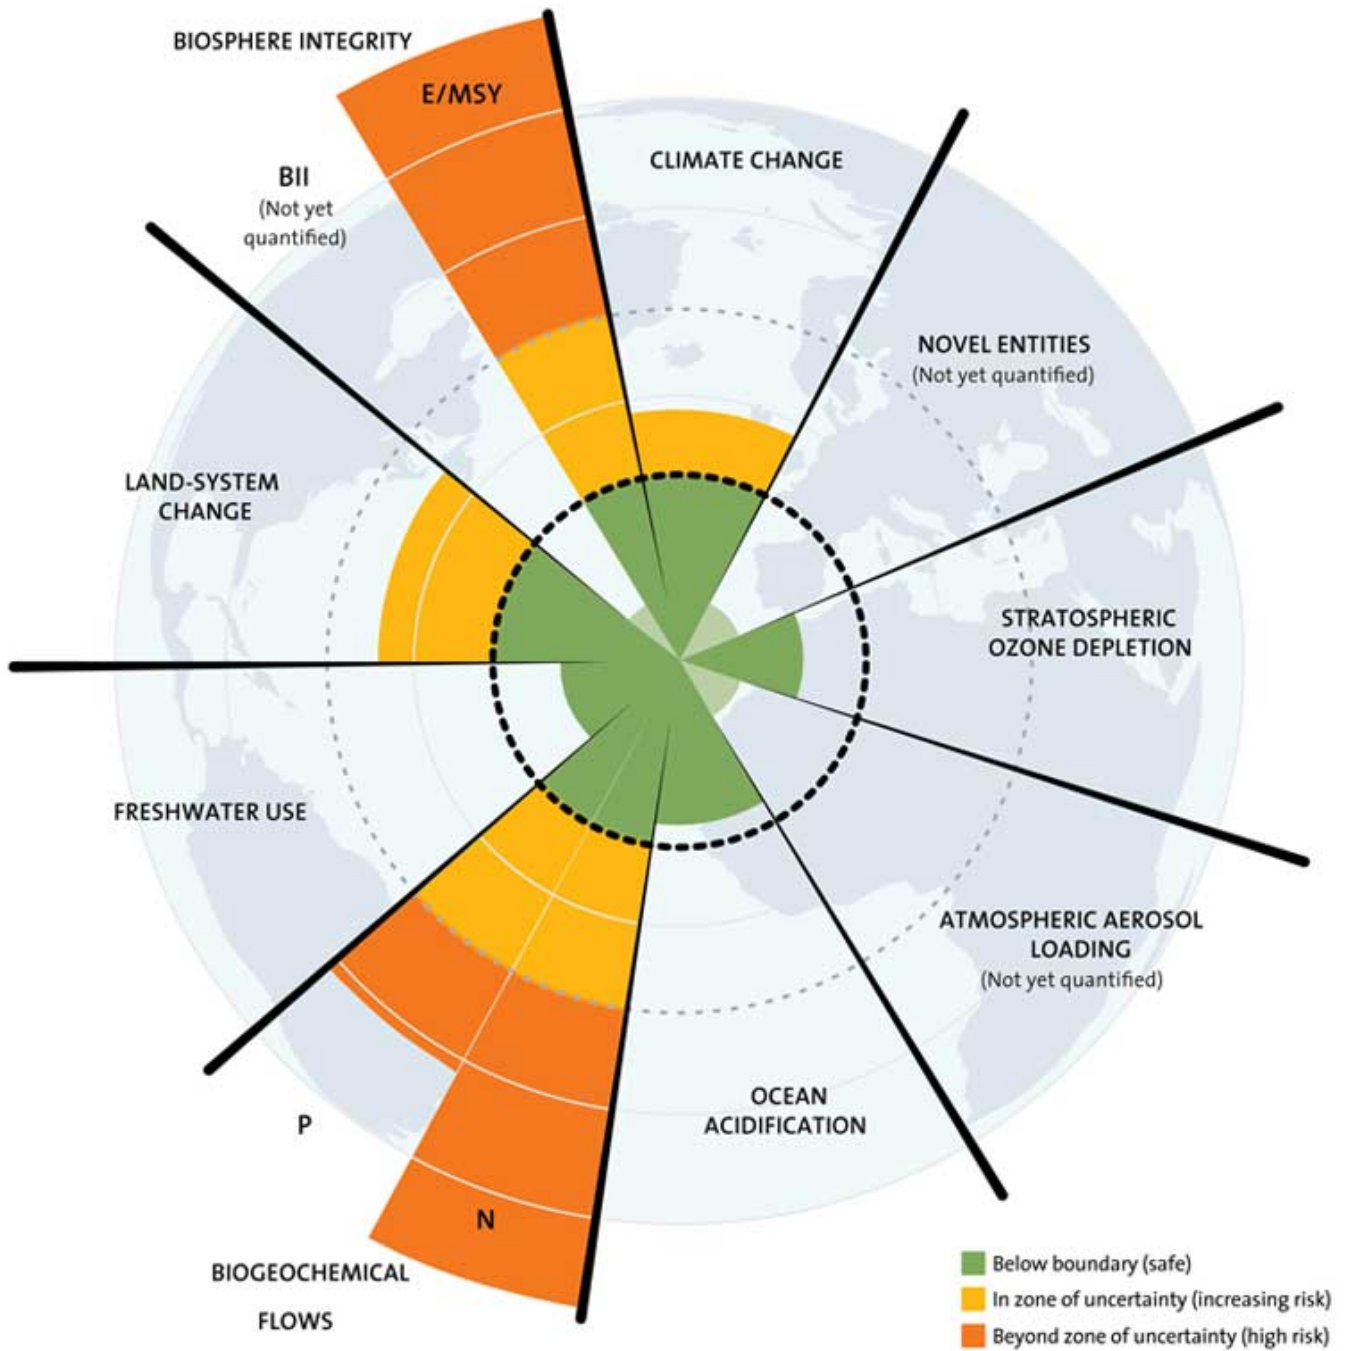 BIOSPHERE INTEGRITY
E/MSY
BII
(Not yet
quantified)
CLIMATE CHANGE
NOVEL ENTITIES
(Not yet quantified)
LAND-SYSTEM
CHANGE
STRATOSPHERIC
OZONE DEPLETION
FRESHWATER USE
ATMOSPHERIC AEROSOL
LOADING
(Not yet quantified)
OCEAN
ACIDIFICATION
P
N
BIOGEOCHEMICAL
FLOWS
Below boundary (safe)
In zone of uncertainty (increasing risk)
Beyond zone of uncertainty (high risk)